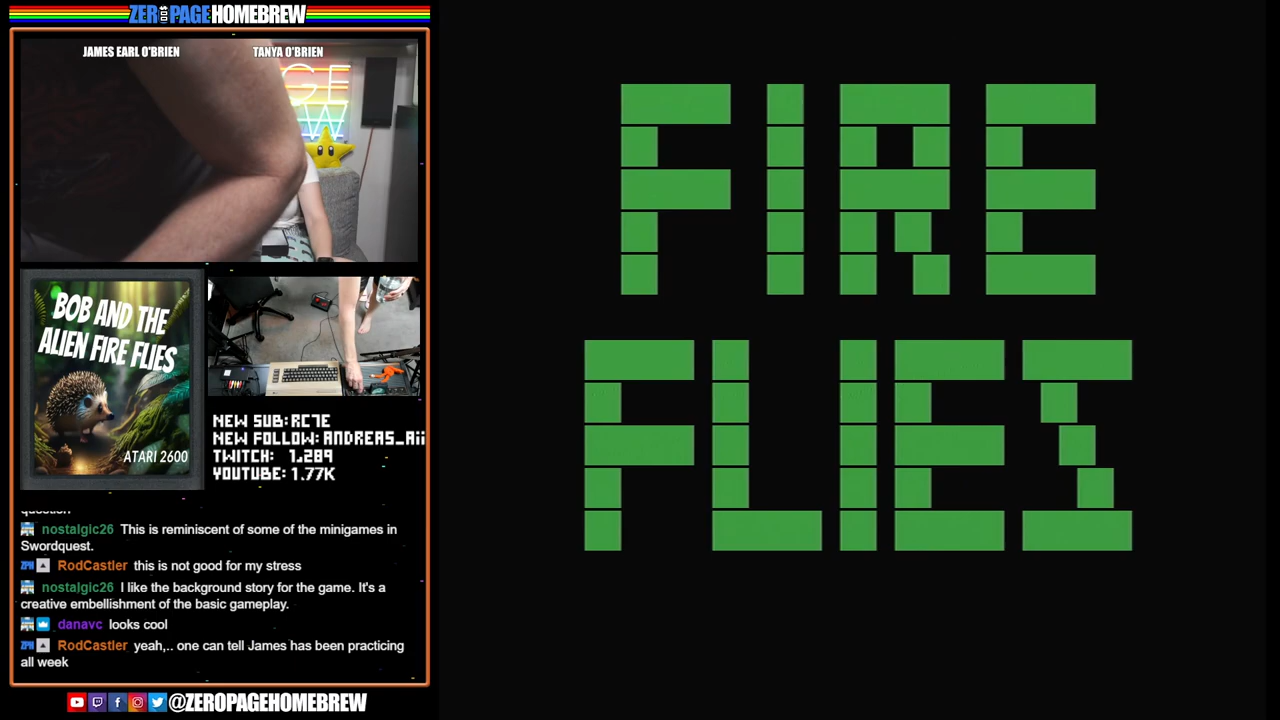 ZEROPAGE HOMEBREW
JAMES EARL O'BRIEN
TANYA O'BRIEN
GE
W
BOB AND THE
ALIEN FIRE FLIES
ATARI 2600
NEW SUB: RC7E
NEW FOLLOW: ANDREAS_Aii
TWITCH: 1,289
YOUTUBE: 1.77K
question
nostalgic26 This is reminiscent of some of the minigames in
Swordquest.
RodCastler this is not good for my stress
nostalgic26 I like the background story for the game. It's a
creative embellishment of the basic gameplay.
danavc looks cool
RodCastler yeah,.. one can tell James has been practicing
all week
@ZEROPAGEHOMEBREW
FIRE
FLIES